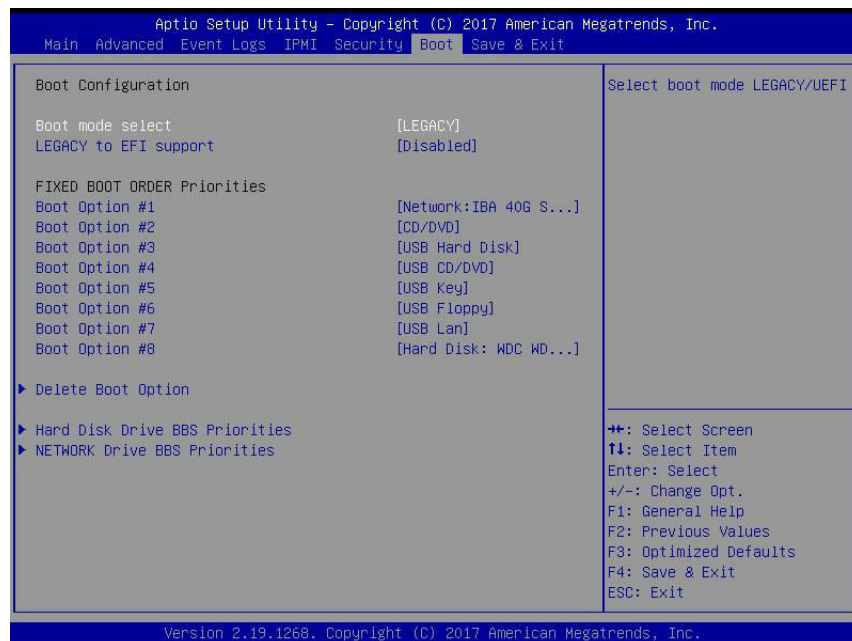 Aptio Setup Utility – Copyright (C) 2017 American Megatrends, Inc.
Main Advanced Event Logs IPMI Security Boot Save & Exit
Boot Configuration
Select boot mode LEGACY/UEFI
Boot mode select [LEGACY]
LEGACY to EFI support [Disabled]
FIXED BOOT ORDER Priorities
Boot Option #1 [Network:IBA 40G S...]
Boot Option #2 [CD/DVD]
Boot Option #3 [USB Hard Disk]
Boot Option #4 [USB CD/DVD]
Boot Option #5 [USB Key]
Boot Option #6 [USB Floppy]
Boot Option #7 [USB Lan]
Boot Option #8 [Hard Disk: WDC WD...]
▶ Delete Boot Option
▶ Hard Disk Drive BBS Priorities
▶ NETWORK Drive BBS Priorities
→←: Select Screen
↑↓: Select Item
Enter: Select
+/-: Change Opt.
F1: General Help
F2: Previous Values
F3: Optimized Defaults
F4: Save & Exit
ESC: Exit
Version 2.19.1268. Copyright (C) 2017 American Megatrends, Inc.